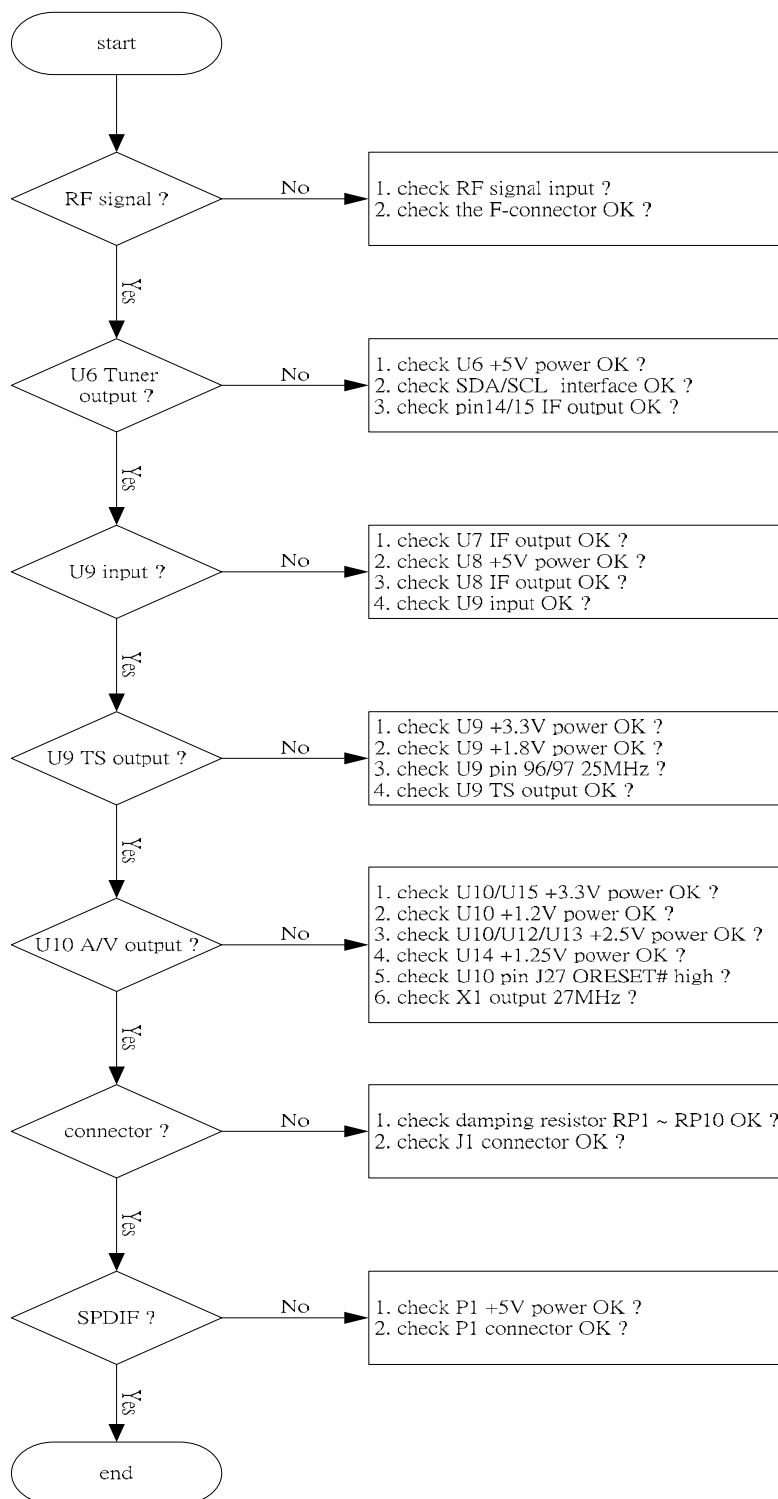 start
RF signal ?
No
1. check RF signal input ?
2. check the F-connector OK ?
Yes
U6 Tuner
output ?
No
1. check U6 +5V power OK ?
2. check SDA/SCL interface OK ?
3. check pin14/15 IF output OK ?
Yes
U9 input ?
No
1. check U7 IF output OK ?
2. check U8 +5V power OK ?
3. check U8 IF output OK ?
4. check U9 input OK ?
Yes
U9 TS output ?
No
1. check U9 +3.3V power OK ?
2. check U9 +1.8V power OK ?
3. check U9 pin 96/97 25MHz ?
4. check U9 TS output OK ?
Yes
U10 A/V output ?
No
1. check U10/U15 +3.3V power OK ?
2. check U10 +1.2V power OK ?
3. check U10/U12/U13 +2.5V power OK ?
4. check U14 +1.25V power OK ?
5. check U10 pin J27 ORESET# high ?
6. check X1 output 27MHz ?
Yes
connector ?
No
1. check damping resistor RP1 ~ RP10 OK ?
2. check J1 connector OK ?
Yes
SPDIF ?
No
1. check P1 +5V power OK ?
2. check P1 connector OK ?
Yes
end